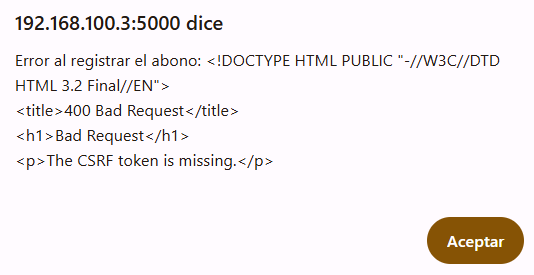 192.168.100.3:5000 dice
Error al registrar el abono: <!DOCTYPE HTML PUBLIC "-//W3C//DTD
HTML 3.2 Final//EN">
<title>400 Bad Request</title>
<h1>Bad Request</h1>
<p>The CSRF token is missing.</p>
Aceptar